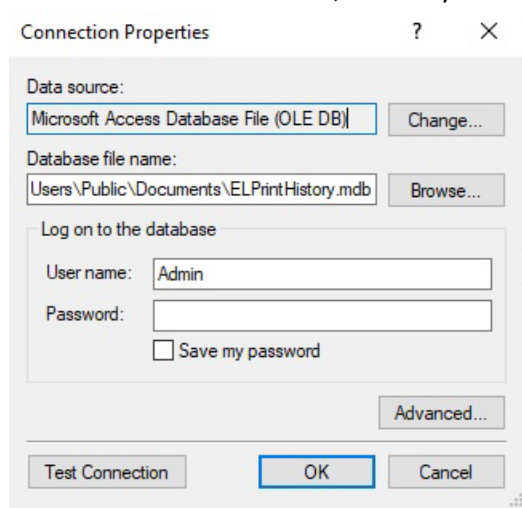 Connection Properties ? ×
Data source:
Microsoft Access Database File (OLE DB) Change...
Database file name:
Users\Public\Documents\ELPrintHistory.mdb Browse...
Log on to the database
User name: Admin
Password:
Save my password
Advanced...
Test Connection OK Cancel